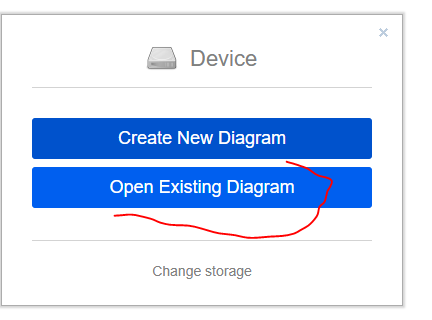 Device
Create New Diagram
Open Existing Diagram
Change storage